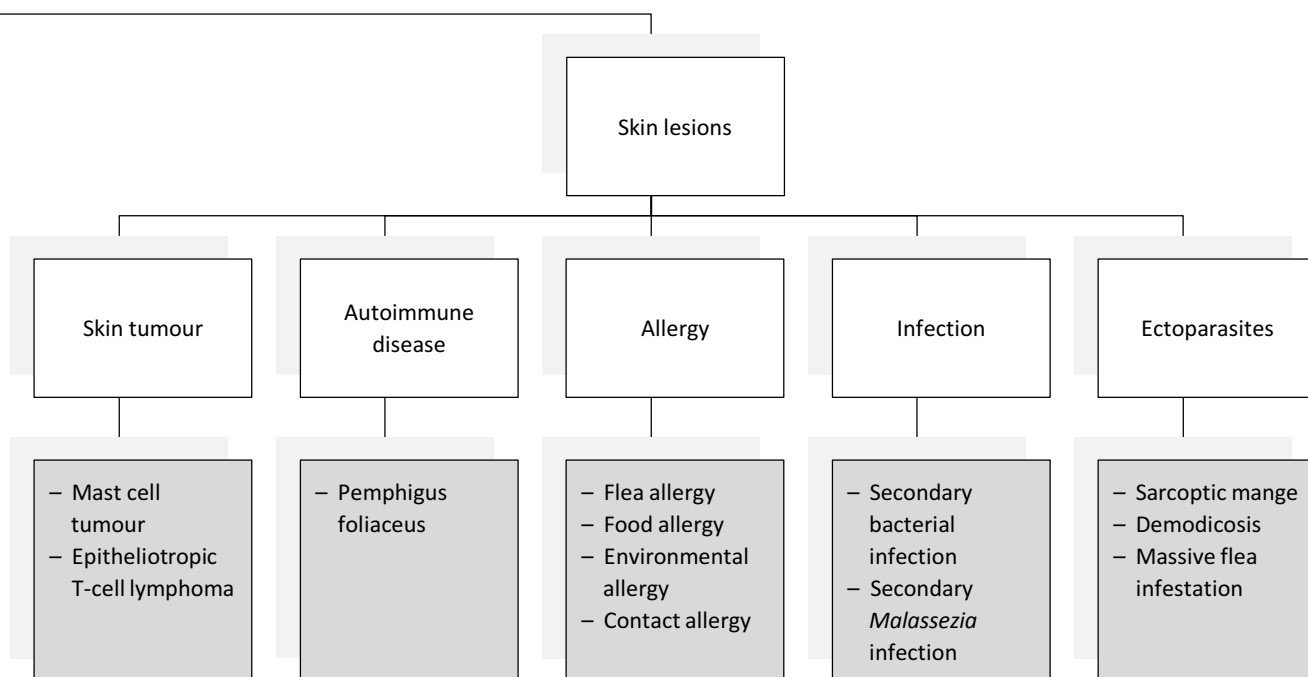 Skin lesions
Skin tumour
Autoimmune
disease
Allergy
Infection
Ectoparasites
– Mast cell
tumour
– Epitheliotropic
T-cell lymphoma
– Pemphigus
foliaceus
– Flea allergy
– Food allergy
– Environmental
allergy
– Contact allergy
– Secondary
bacterial
infection
– Secondary
Malassezia
infection
– Sarcoptic mange
– Demodicosis
– Massive flea
infestation